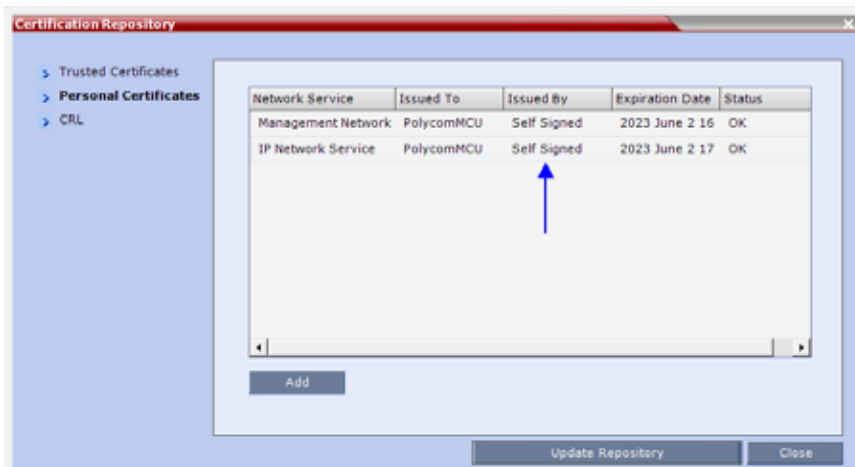 Certification Repository
Trusted Certificates
Personal Certificates
CRL
Network Service Issued To Issued By Expiration Date Status
Management Network PolycomMCU Self Signed 2023 June 2 16 OK
IP Network Service PolycomMCU Self Signed 2023 June 2 17 OK
Add
Update Repository Close